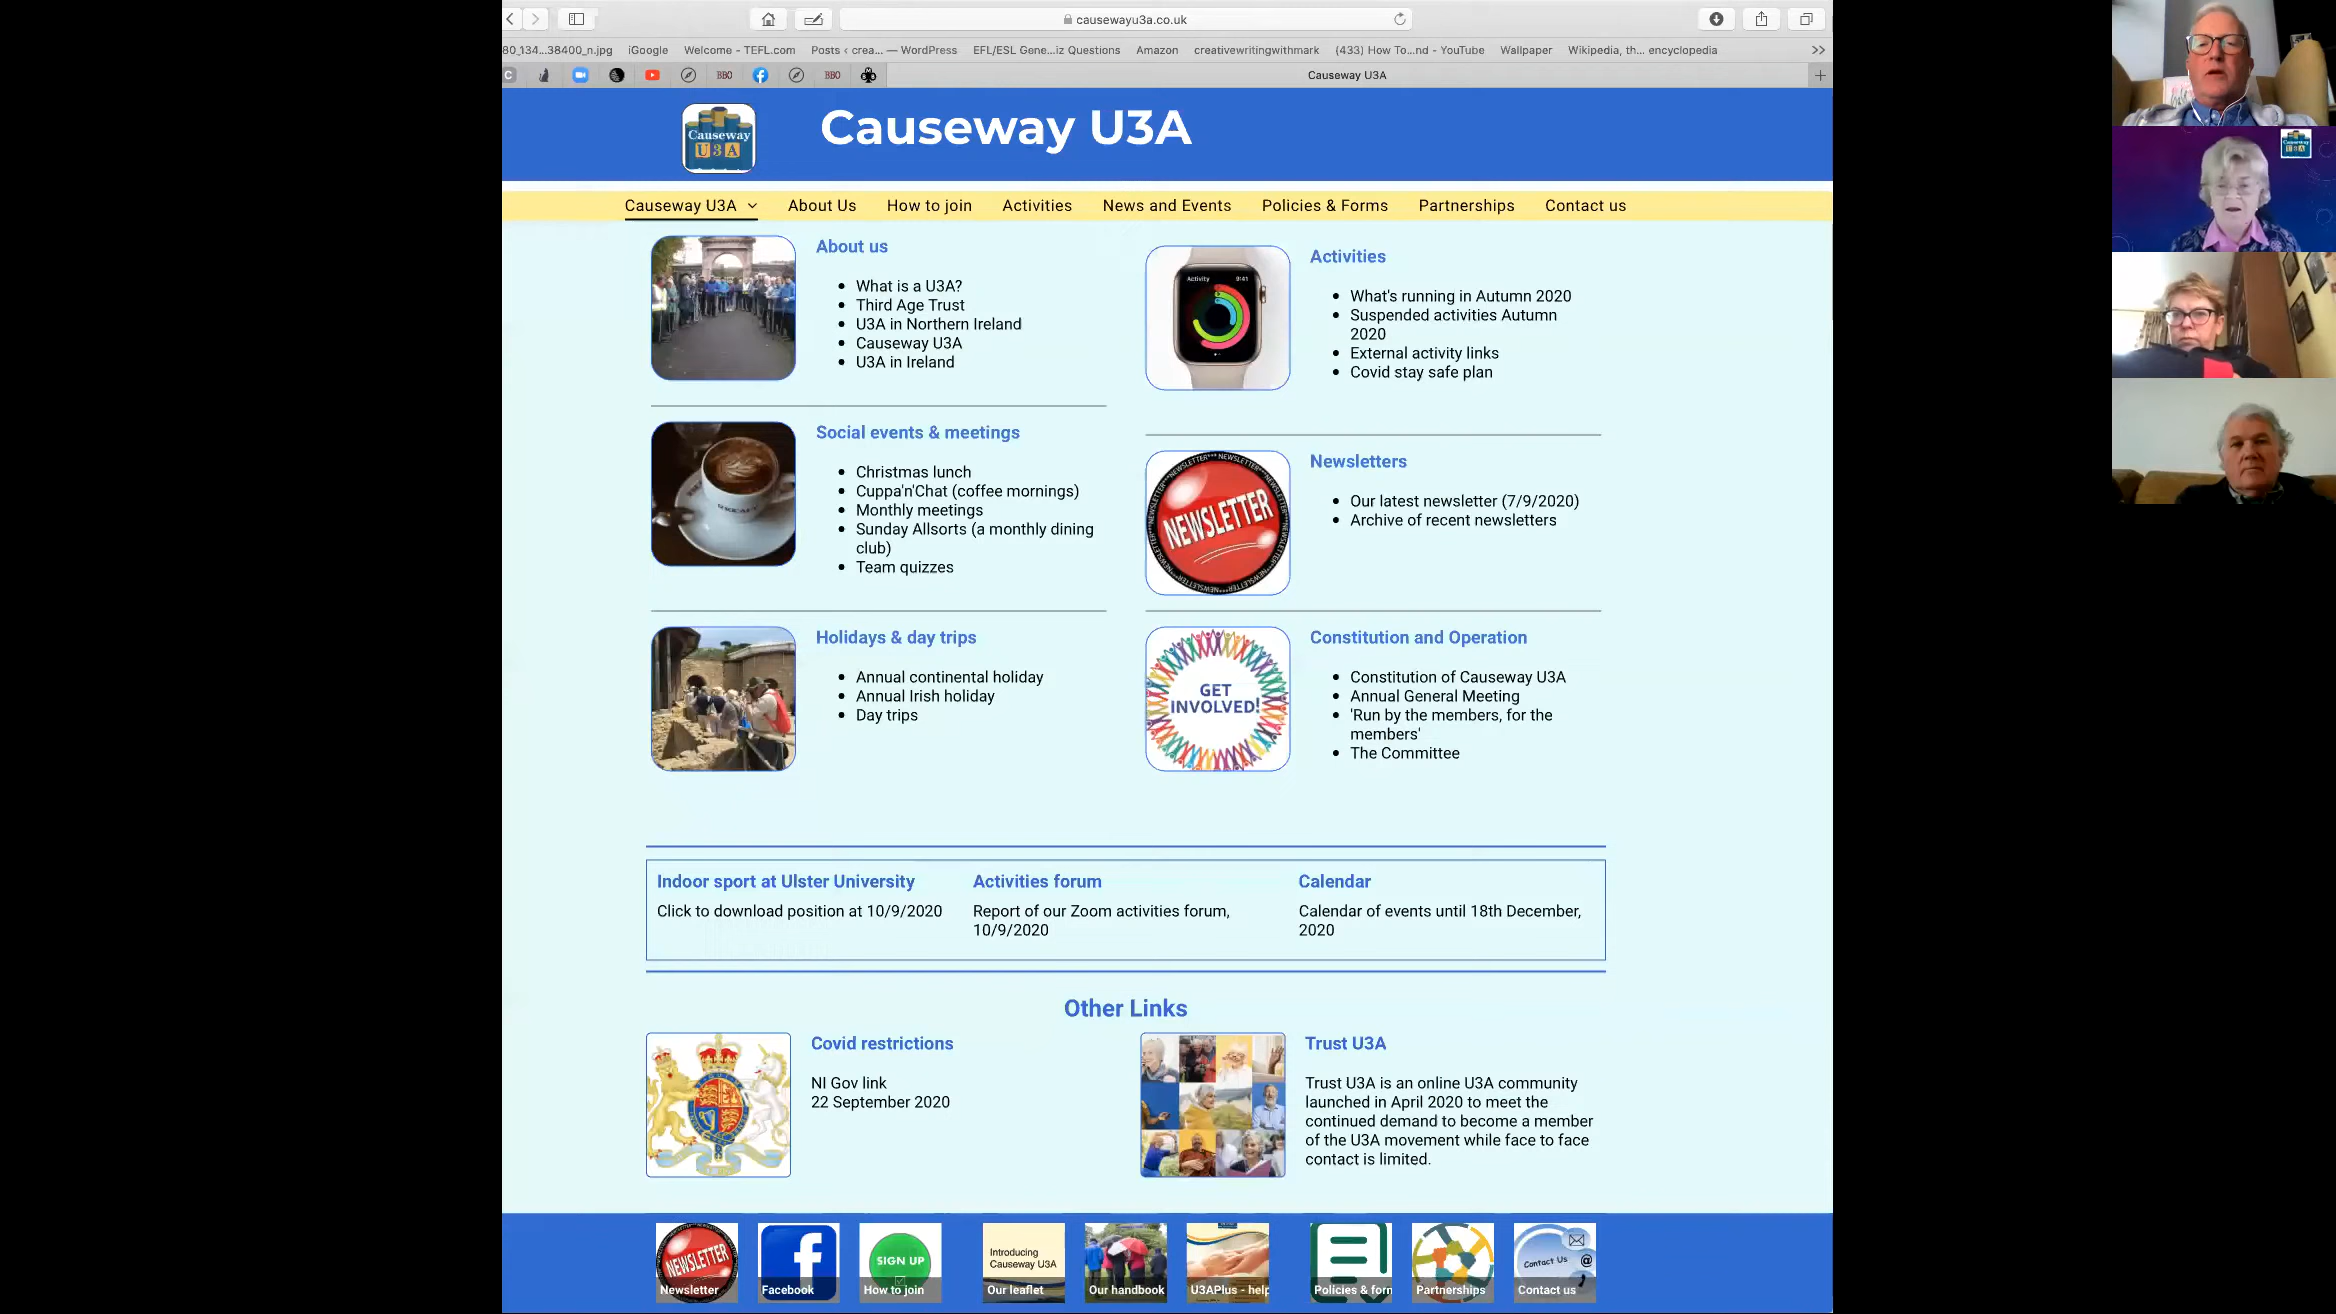 causewayu3a.co.uk
80_134...38400_n.jpg
iGoogle
Welcome - TEFL.com
Posts ‹ crea... — WordPress
EFL/ESL Gene...iz Questions
Amazon
creativewritingwithmark
(433) How To...nd - YouTube
Wallpaper
Wikipedia, th... encyclopedia
C
BBO
BBO
Causeway U3A
Causeway
U3A
Causeway U3A
Causeway U3A
About Us
How to join
Activities
News and Events
Policies & Forms
Partnerships
Contact us
About us
What is a U3A?
Third Age Trust
U3A in Northern Ireland
Causeway U3A
U3A in Ireland
Activity 9:41
Activities
What's running in Autumn 2020
Suspended activities Autumn
2020
External activity links
Covid stay safe plan
Social events & meetings
Christmas lunch
Cuppa'n'Chat (coffee mornings)
Monthly meetings
Sunday Allsorts (a monthly dining
club)
Team quizzes
NEWSLETTER
Newsletters
Our latest newsletter (7/9/2020)
Archive of recent newsletters
Holidays & day trips
Annual continental holiday
Annual Irish holiday
Day trips
GET
INVOLVED!
Constitution and Operation
Constitution of Causeway U3A
Annual General Meeting
'Run by the members, for the
members'
The Committee
Indoor sport at Ulster University
Click to download position at 10/9/2020
Activities forum
Report of our Zoom activities forum,
10/9/2020
Calendar
Calendar of events until 18th December,
2020
Other Links
Covid restrictions
NI Gov link
22 September 2020
Trust U3A
Trust U3A is an online U3A community
launched in April 2020 to meet the
continued demand to become a member
of the U3A movement while face to face
contact is limited.
NEWSLETTER
Newsletter
Facebook
SIGN UP
How to join
Introducing
Causeway U3A
Our leaflet
Our handbook
U3APlus - help
Policies & forn
Partnerships
Contact Us
Contact us
Causeway
U3A